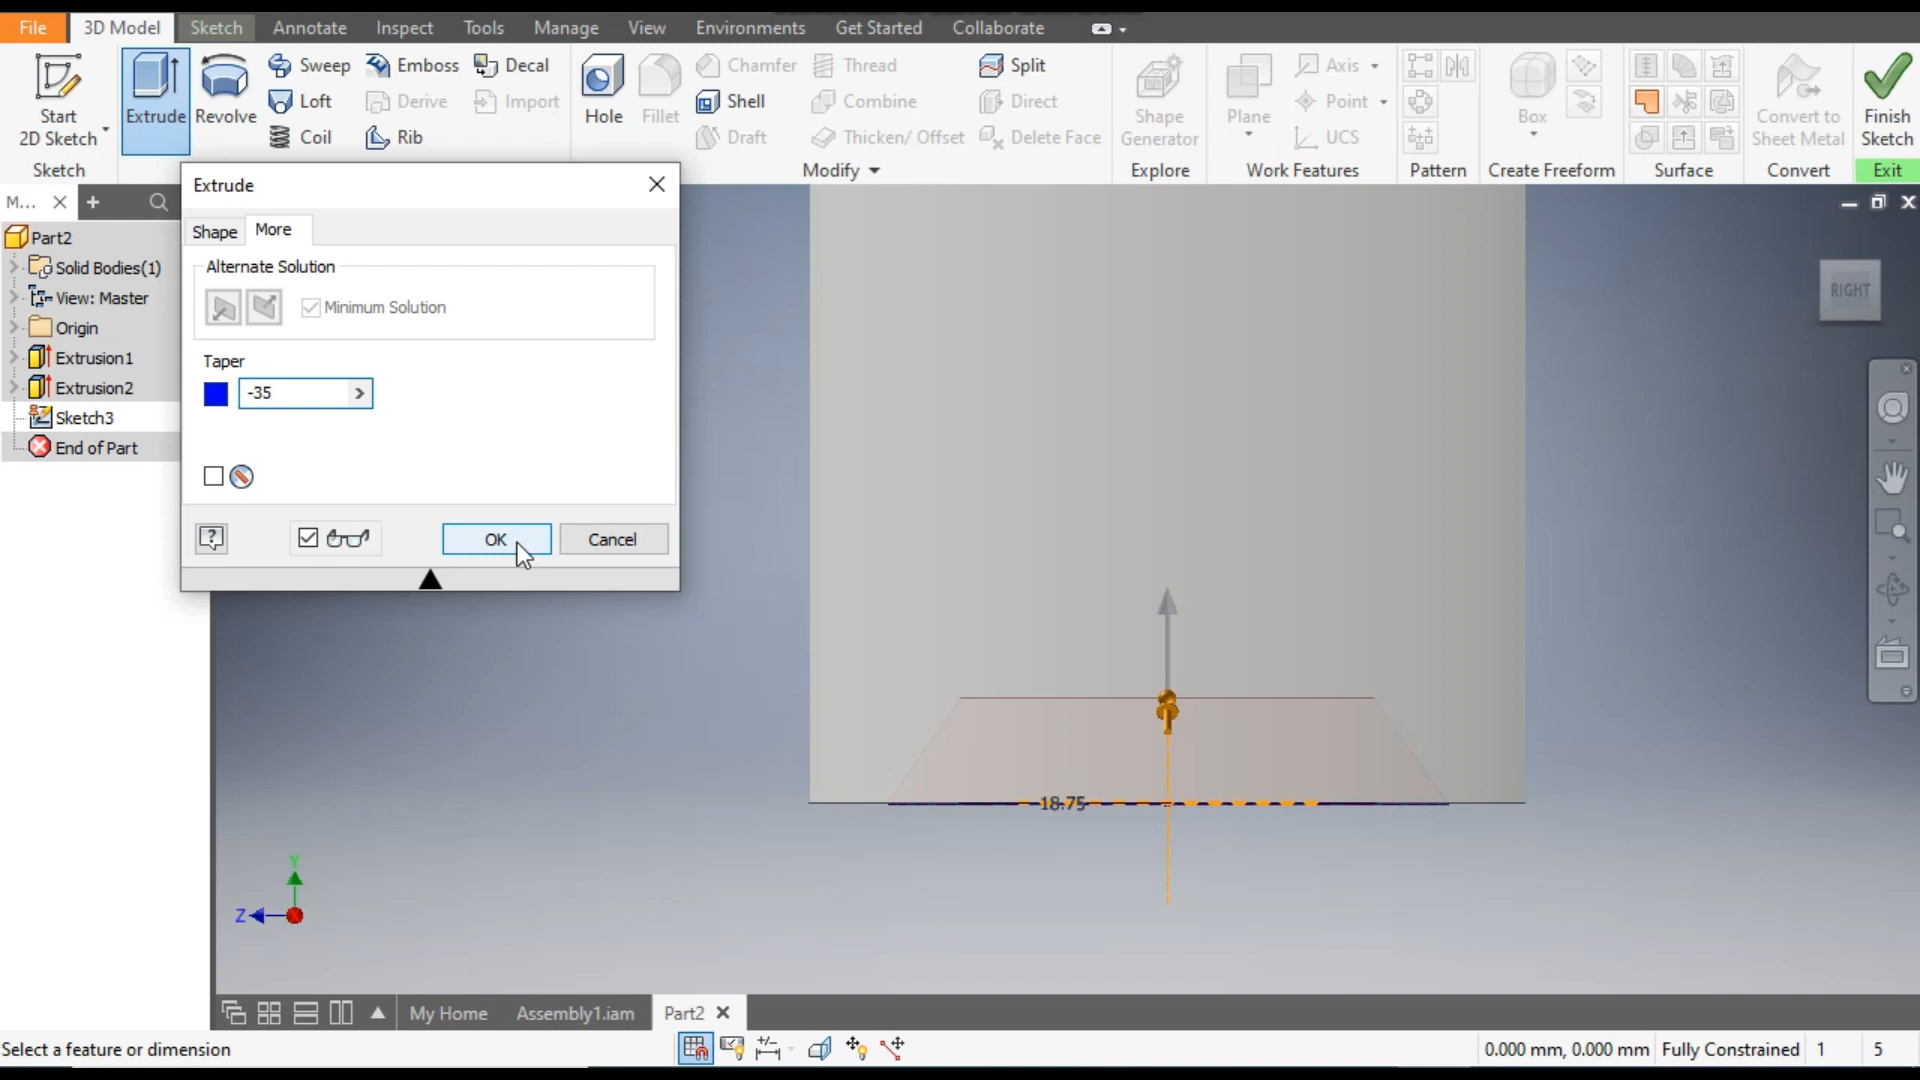 File 3D Model Sketch Annotate Inspect Tools Manage View Environments Get Started Collaborate
Start
2D Sketch
Extrude Revolve
Sweep Emboss Decal
Loft Derive Import
Coil Rib
Hole Fillet
Chamfer Thread Split
Shell Combine Direct
Draft Thicken/ Offset Delete Face
Shape
Generator
Plane
Axis
Point
UCS
Box
Convert to
Sheet Metal
Finish
Sketch
Sketch Modify Explore Work Features Pattern Create Freeform Surface Convert Exit
M...
Part2
Solid Bodies(1)
View: Master
Origin
Extrusion1
Extrusion2
Sketch3
End of Part
Extrude
Shape More
Alternate Solution
Minimum Solution
Taper
-35
OK Cancel
RIGHT
18.75
Y
Z
My Home Assembly1.iam Part2
Select a feature or dimension
0.000 mm, 0.000 mm Fully Constrained 1 5